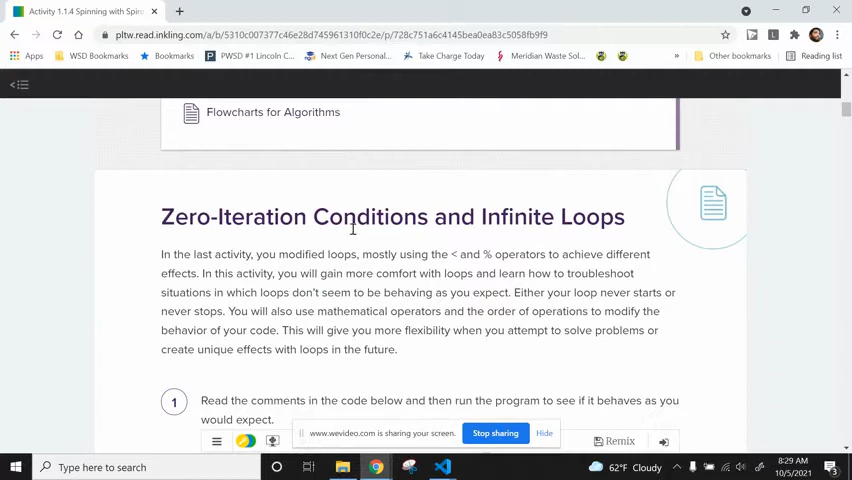 Activity 1.1.4 Spinning with Spin
pltw.read.inkling.com/a/b/5310c007377c46e28d745961310f0c2e/p/728c751a6c4145bea0ea83c5058fb9f9
Apps WSD Bookmarks Bookmarks PWSD #1 Lincoln C... Next Gen Personal... Take Charge Today Meridian Waste Sol... » Other bookmarks Reading list
Flowcharts for Algorithms
Zero-Iteration Conditions and Infinite Loops
In the last activity, you modified loops, mostly using the < and % operators to achieve different
effects. In this activity, you will gain more comfort with loops and learn how to troubleshoot
situations in which loops don't seem to be behaving as you expect. Either your loop never starts or
never stops. You will also use mathematical operators and the order of operations to modify the
behavior of your code. This will give you more flexibility when you attempt to solve problems or
create unique effects with loops in the future.
1 Read the comments in the code below and then run the program to see if it behaves as you
would expect.
www.wevideo.com is sharing your screen. Stop sharing Hide
Remix
Type here to search
62°F Cloudy
8:29 AM
10/5/2021
3